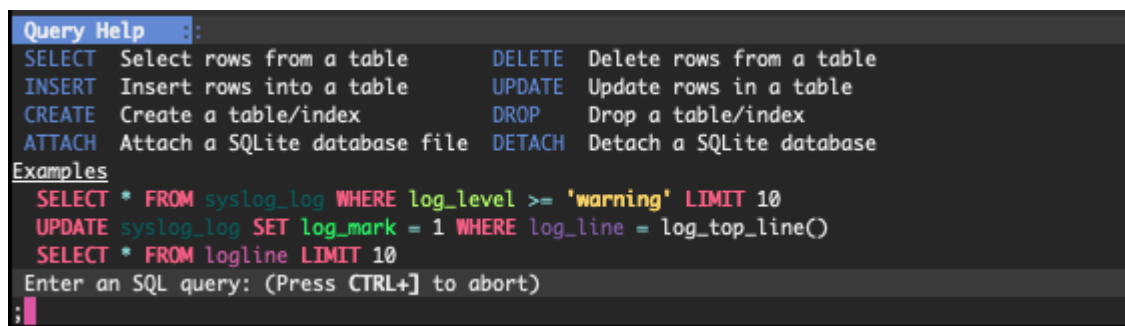 Query Help ::
SELECT Select rows from a table DELETE Delete rows from a table
INSERT Insert rows into a table UPDATE Update rows in a table
CREATE Create a table/index DROP Drop a table/index
ATTACH Attach a SQLite database file DETACH Detach a SQLite database
Examples
SELECT * FROM syslog_log WHERE log_level >= 'warning' LIMIT 10
UPDATE syslog_log SET log_mark = 1 WHERE log_line = log_top_line()
SELECT * FROM logline LIMIT 10
Enter an SQL query: (Press CTRL+] to abort)
;